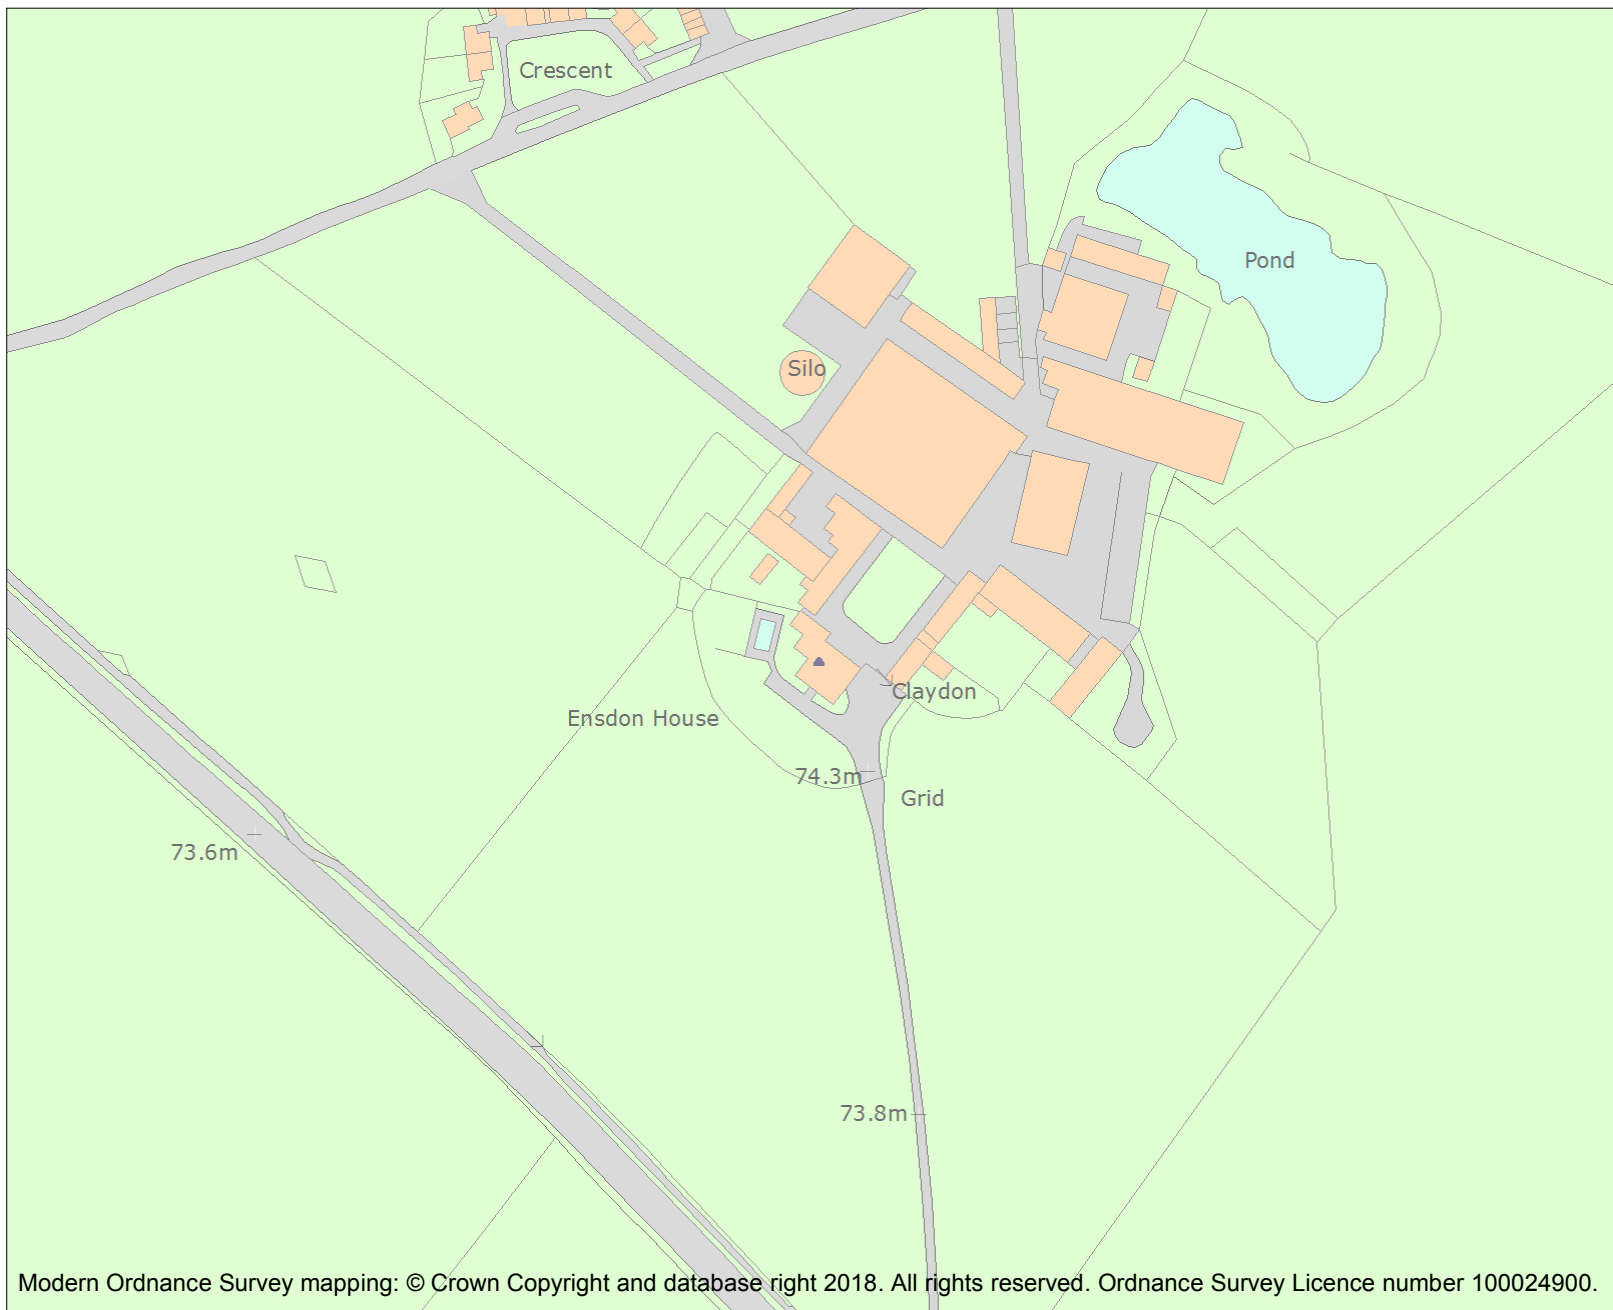 Crescent
Pond
Silo
Claydon
Ensdon House
74.3m
Grid
73.6m
73.8m
Modern Ordnance Survey mapping: © Crown Copyright and database right 2018. All rights reserved. Ordnance Survey Licence number 100024900.